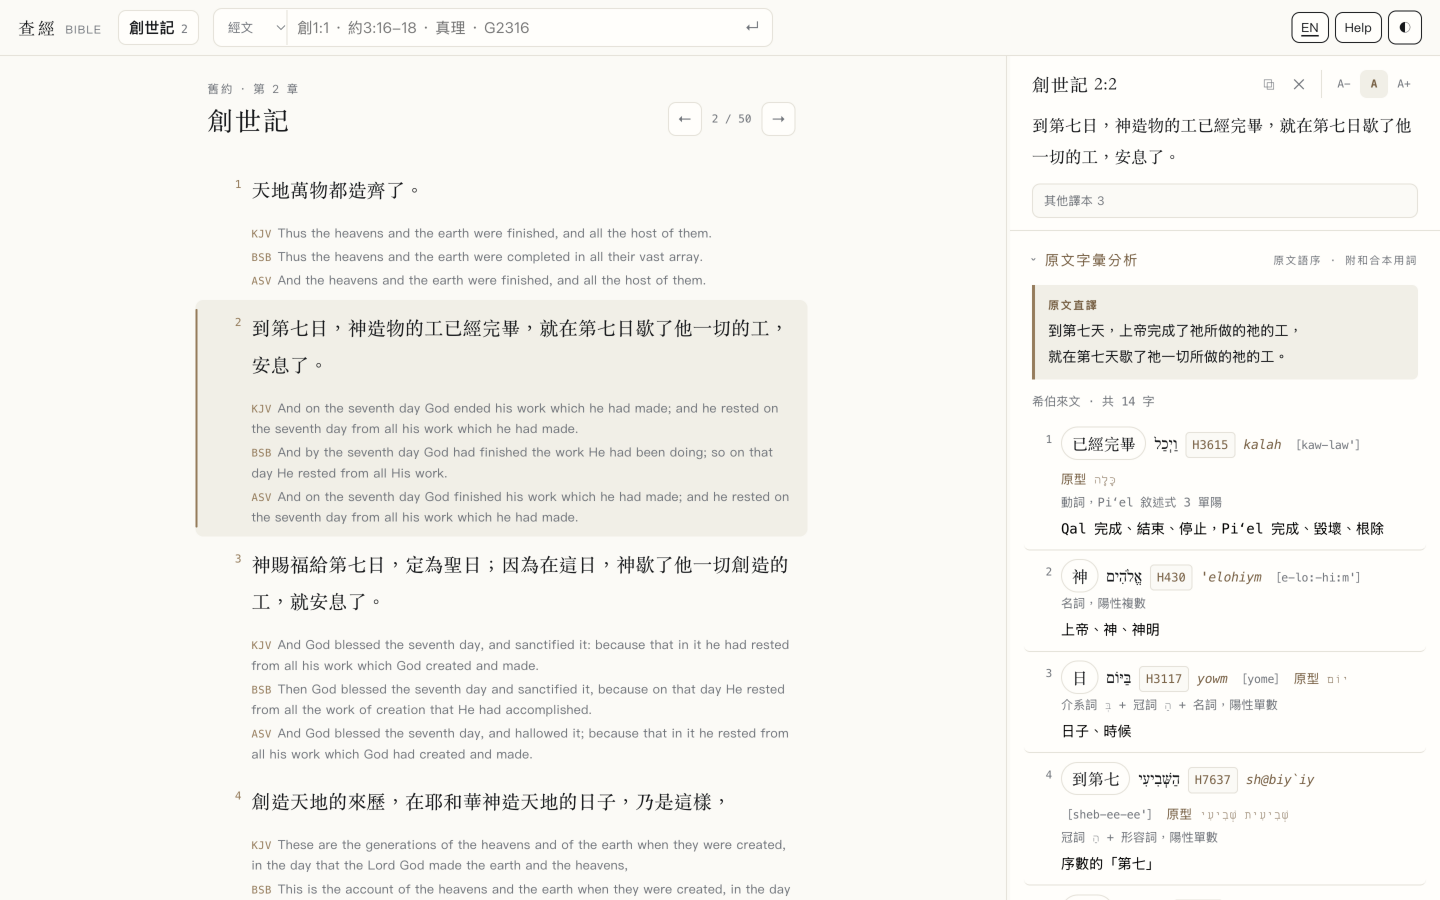 查經 BIBLE 創世記 2 經文 創1:1 · 約3:16–18 · 真理 · G2316 ↵ EN Help
舊約 · 第 2 章
創世記 ← 2 / 50 →
1 天地萬物都造齊了。
KJV Thus the heavens and the earth were finished, and all the host of them.
BSB Thus the heavens and the earth were completed in all their vast array.
ASV And the heavens and the earth were finished, and all the host of them.
2 到第七日，神造物的工已經完畢，就在第七日歇了他一切的工，
安息了。
KJV And on the seventh day God ended his work which he had made; and he rested on
the seventh day from all his work which he had made.
BSB And by the seventh day God had finished the work He had been doing; so on that
day He rested from all His work.
ASV And on the seventh day God finished his work which he had made; and he rested on
the seventh day from all his work which he had made.
3 神賜福給第七日，定為聖日；因為在這日，神歇了他一切創造的
工，就安息了。
KJV And God blessed the seventh day, and sanctified it: because that in it he had rested
from all his work which God created and made.
BSB Then God blessed the seventh day and sanctified it, because on that day He rested
from all the work of creation that He had accomplished.
ASV And God blessed the seventh day, and hallowed it; because that in it he rested from
all his work which God had created and made.
4 創造天地的來歷，在耶和華神造天地的日子，乃是這樣，
KJV These are the generations of the heavens and of the earth when they were created,
in the day that the Lord God made the earth and the heavens,
BSB This is the account of the heavens and the earth when they were created, in the day
創世記 2:2 A− A A+
到第七日，神造物的工已經完畢，就在第七日歇了他
一切的工，安息了。
其他譯本 3
原文字彙分析 原文語序 · 附和合本用詞
原文直譯
到第七天，上帝完成了祂所做的祂的工，
就在第七天歇了祂一切所做的祂的工。
希伯來文 · 共 14 字
1 已經完畢 וַיְכַל H3615 kalah [kaw-law']
原型 כָּלָה
動詞，Pi‘el 敘述式 3 單陽
Qal 完成、結束、停止，Pi‘el 完成、毀壞、根除
2 神 אֱלֹהִים H430 'elohiym [e-lo:-hi:m']
名詞，陽性複數
上帝、神、神明
3 日 בַּיּוֹם H3117 yowm [yome] 原型 יוֹם
介系詞 בְּ + 冠詞 הַ + 名詞，陽性單數
日子、時候
4 到第七 הַשְּׁבִיעִי H7637 sh@biy`iy
[sheb-ee-ee'] 原型 שְׁבִיעִית שְׁבִיעִי
冠詞 הַ + 形容詞，陽性單數
序數的「第七」